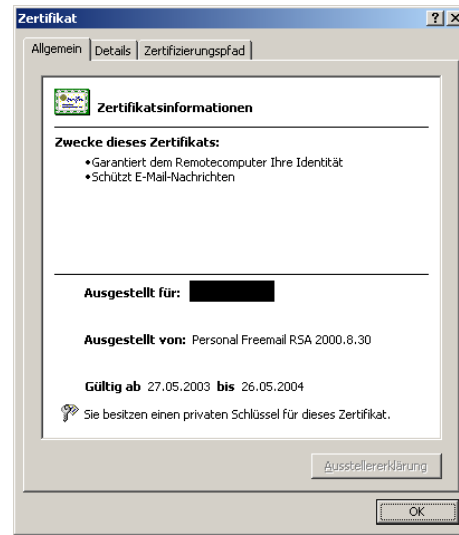 Zertifikat
Allgemein Details Zertifizierungspfad
Zertifikatsinformationen
Zwecke dieses Zertifikats:
•Garantiert dem Remotecomputer Ihre Identität
•Schützt E-Mail-Nachrichten
Ausgestellt für:
Ausgestellt von: Personal Freemail RSA 2000.8.30
Gültig ab 27.05.2003 bis 26.05.2004
Sie besitzen einen privaten Schlüssel für dieses Zertifikat.
Ausstellererklärung
OK